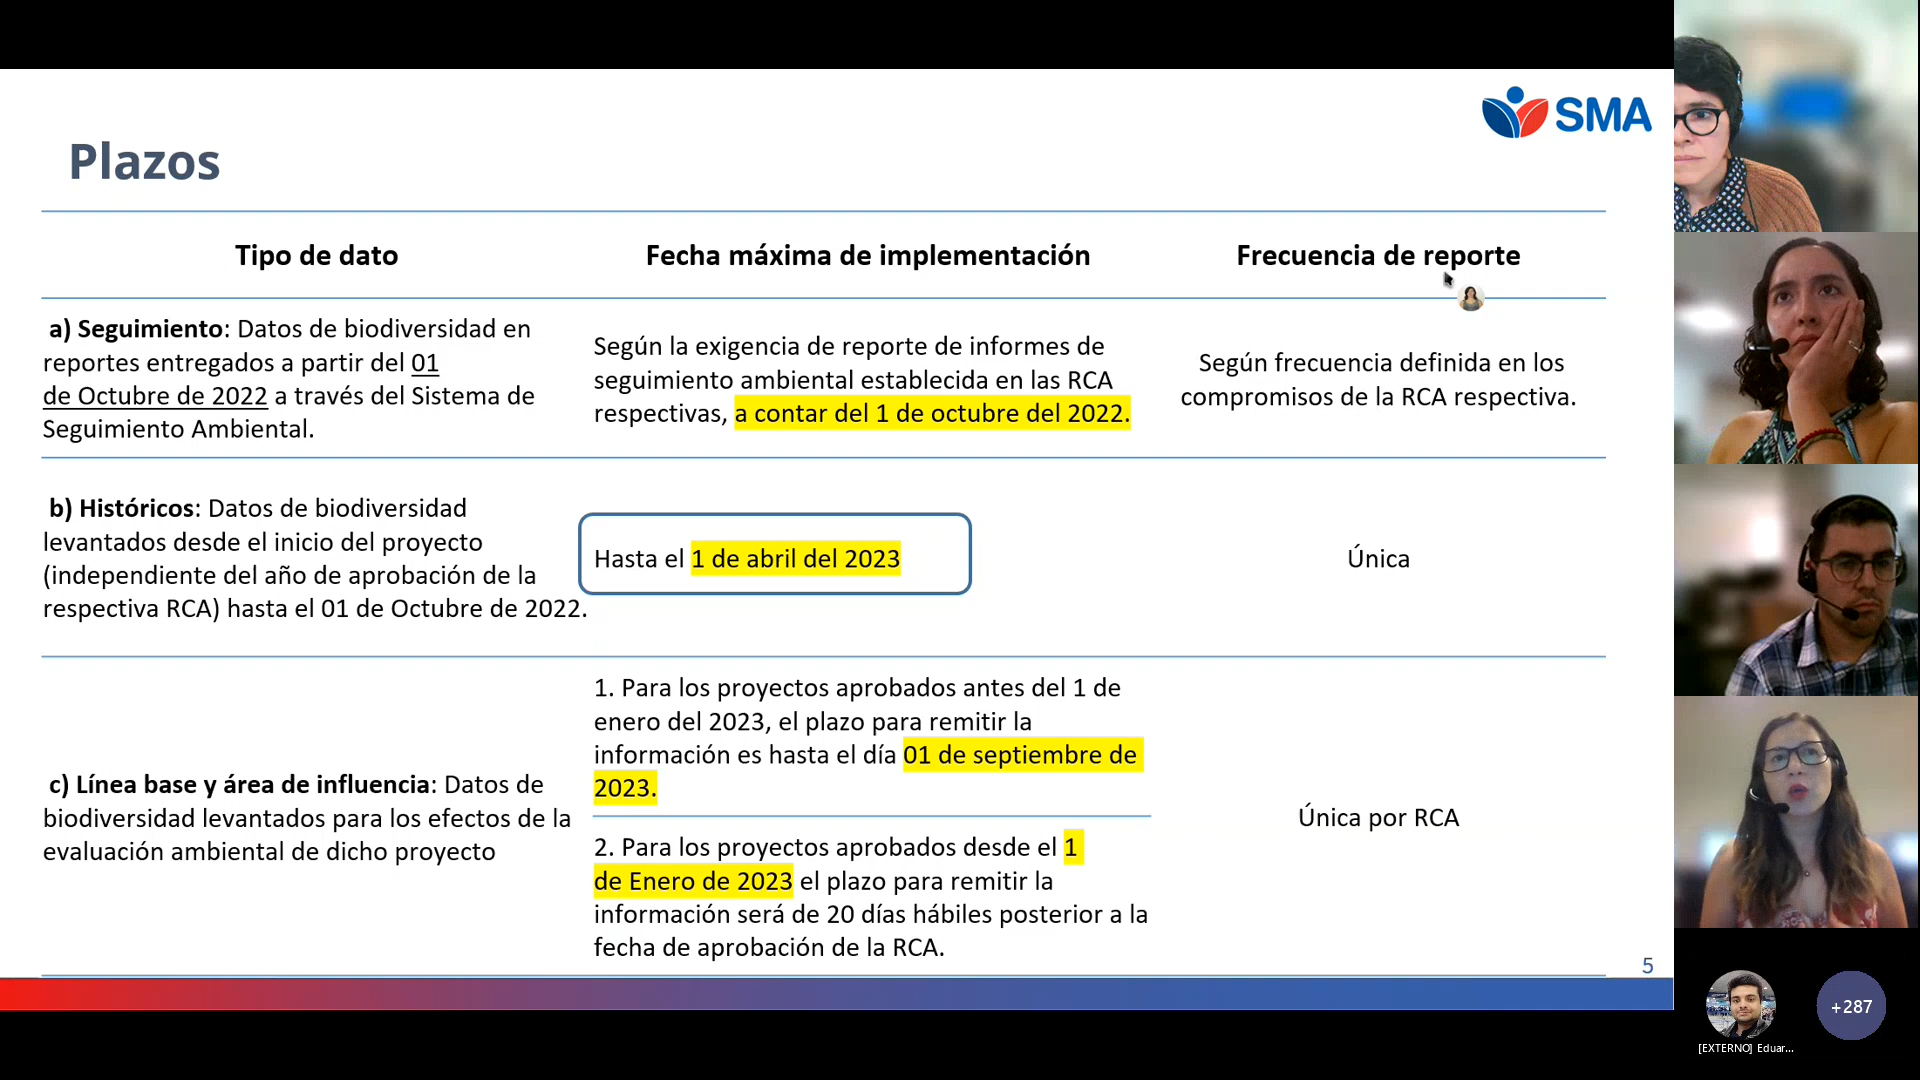 SMA
Plazos
Tipo de dato
Fecha máxima de implementación
Frecuencia de reporte
a) Seguimiento: Datos de biodiversidad en
reportes entregados a partir del 01
de Octubre de 2022 a través del Sistema de
Seguimiento Ambiental.
Según la exigencia de reporte de informes de
seguimiento ambiental establecida en las RCA
respectivas, a contar del 1 de octubre del 2022.
Según frecuencia definida en los
compromisos de la RCA respectiva.
b) Históricos: Datos de biodiversidad
levantados desde el inicio del proyecto
(independiente del año de aprobación de la
respectiva RCA) hasta el 01 de Octubre de 2022.
Hasta el 1 de abril del 2023
Única
c) Línea base y área de influencia: Datos de
biodiversidad levantados para los efectos de la
evaluación ambiental de dicho proyecto
1. Para los proyectos aprobados antes del 1 de
enero del 2023, el plazo para remitir la
información es hasta el día 01 de septiembre de
2023.
2. Para los proyectos aprobados desde el 1
de Enero de 2023 el plazo para remitir la
información será de 20 días hábiles posterior a la
fecha de aprobación de la RCA.
Única por RCA
5
+287
[EXTERNO] Eduar...